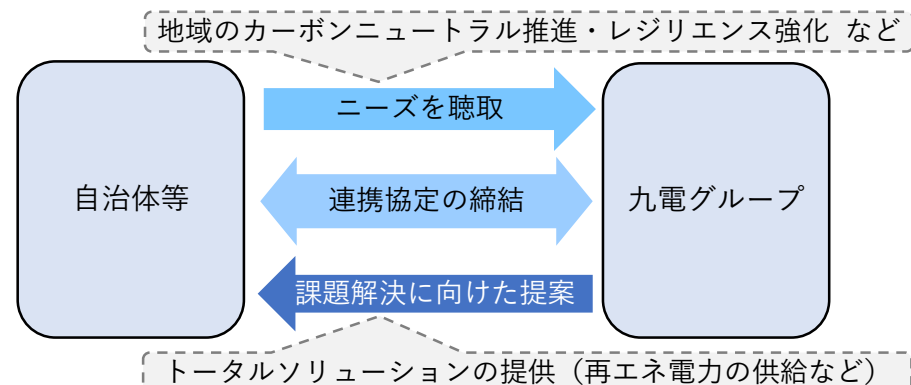 地域のカーボンニュートラル推進・レジリエンス強化 など
ニーズを聴取
自治体等
連携協定の締結
九電グループ
課題解決に向けた提案
トータルソリューションの提供（再エネ電力の供給など）